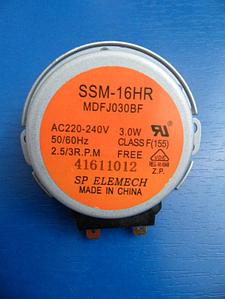 SSM-16HR
MDFJ030BF
AC220-240V 3.0W
50/60Hz CLASS F(155)
2.5/3R.P.M FREE
41611012
Z.P.
SP ELEMECH
MADE IN CHINA